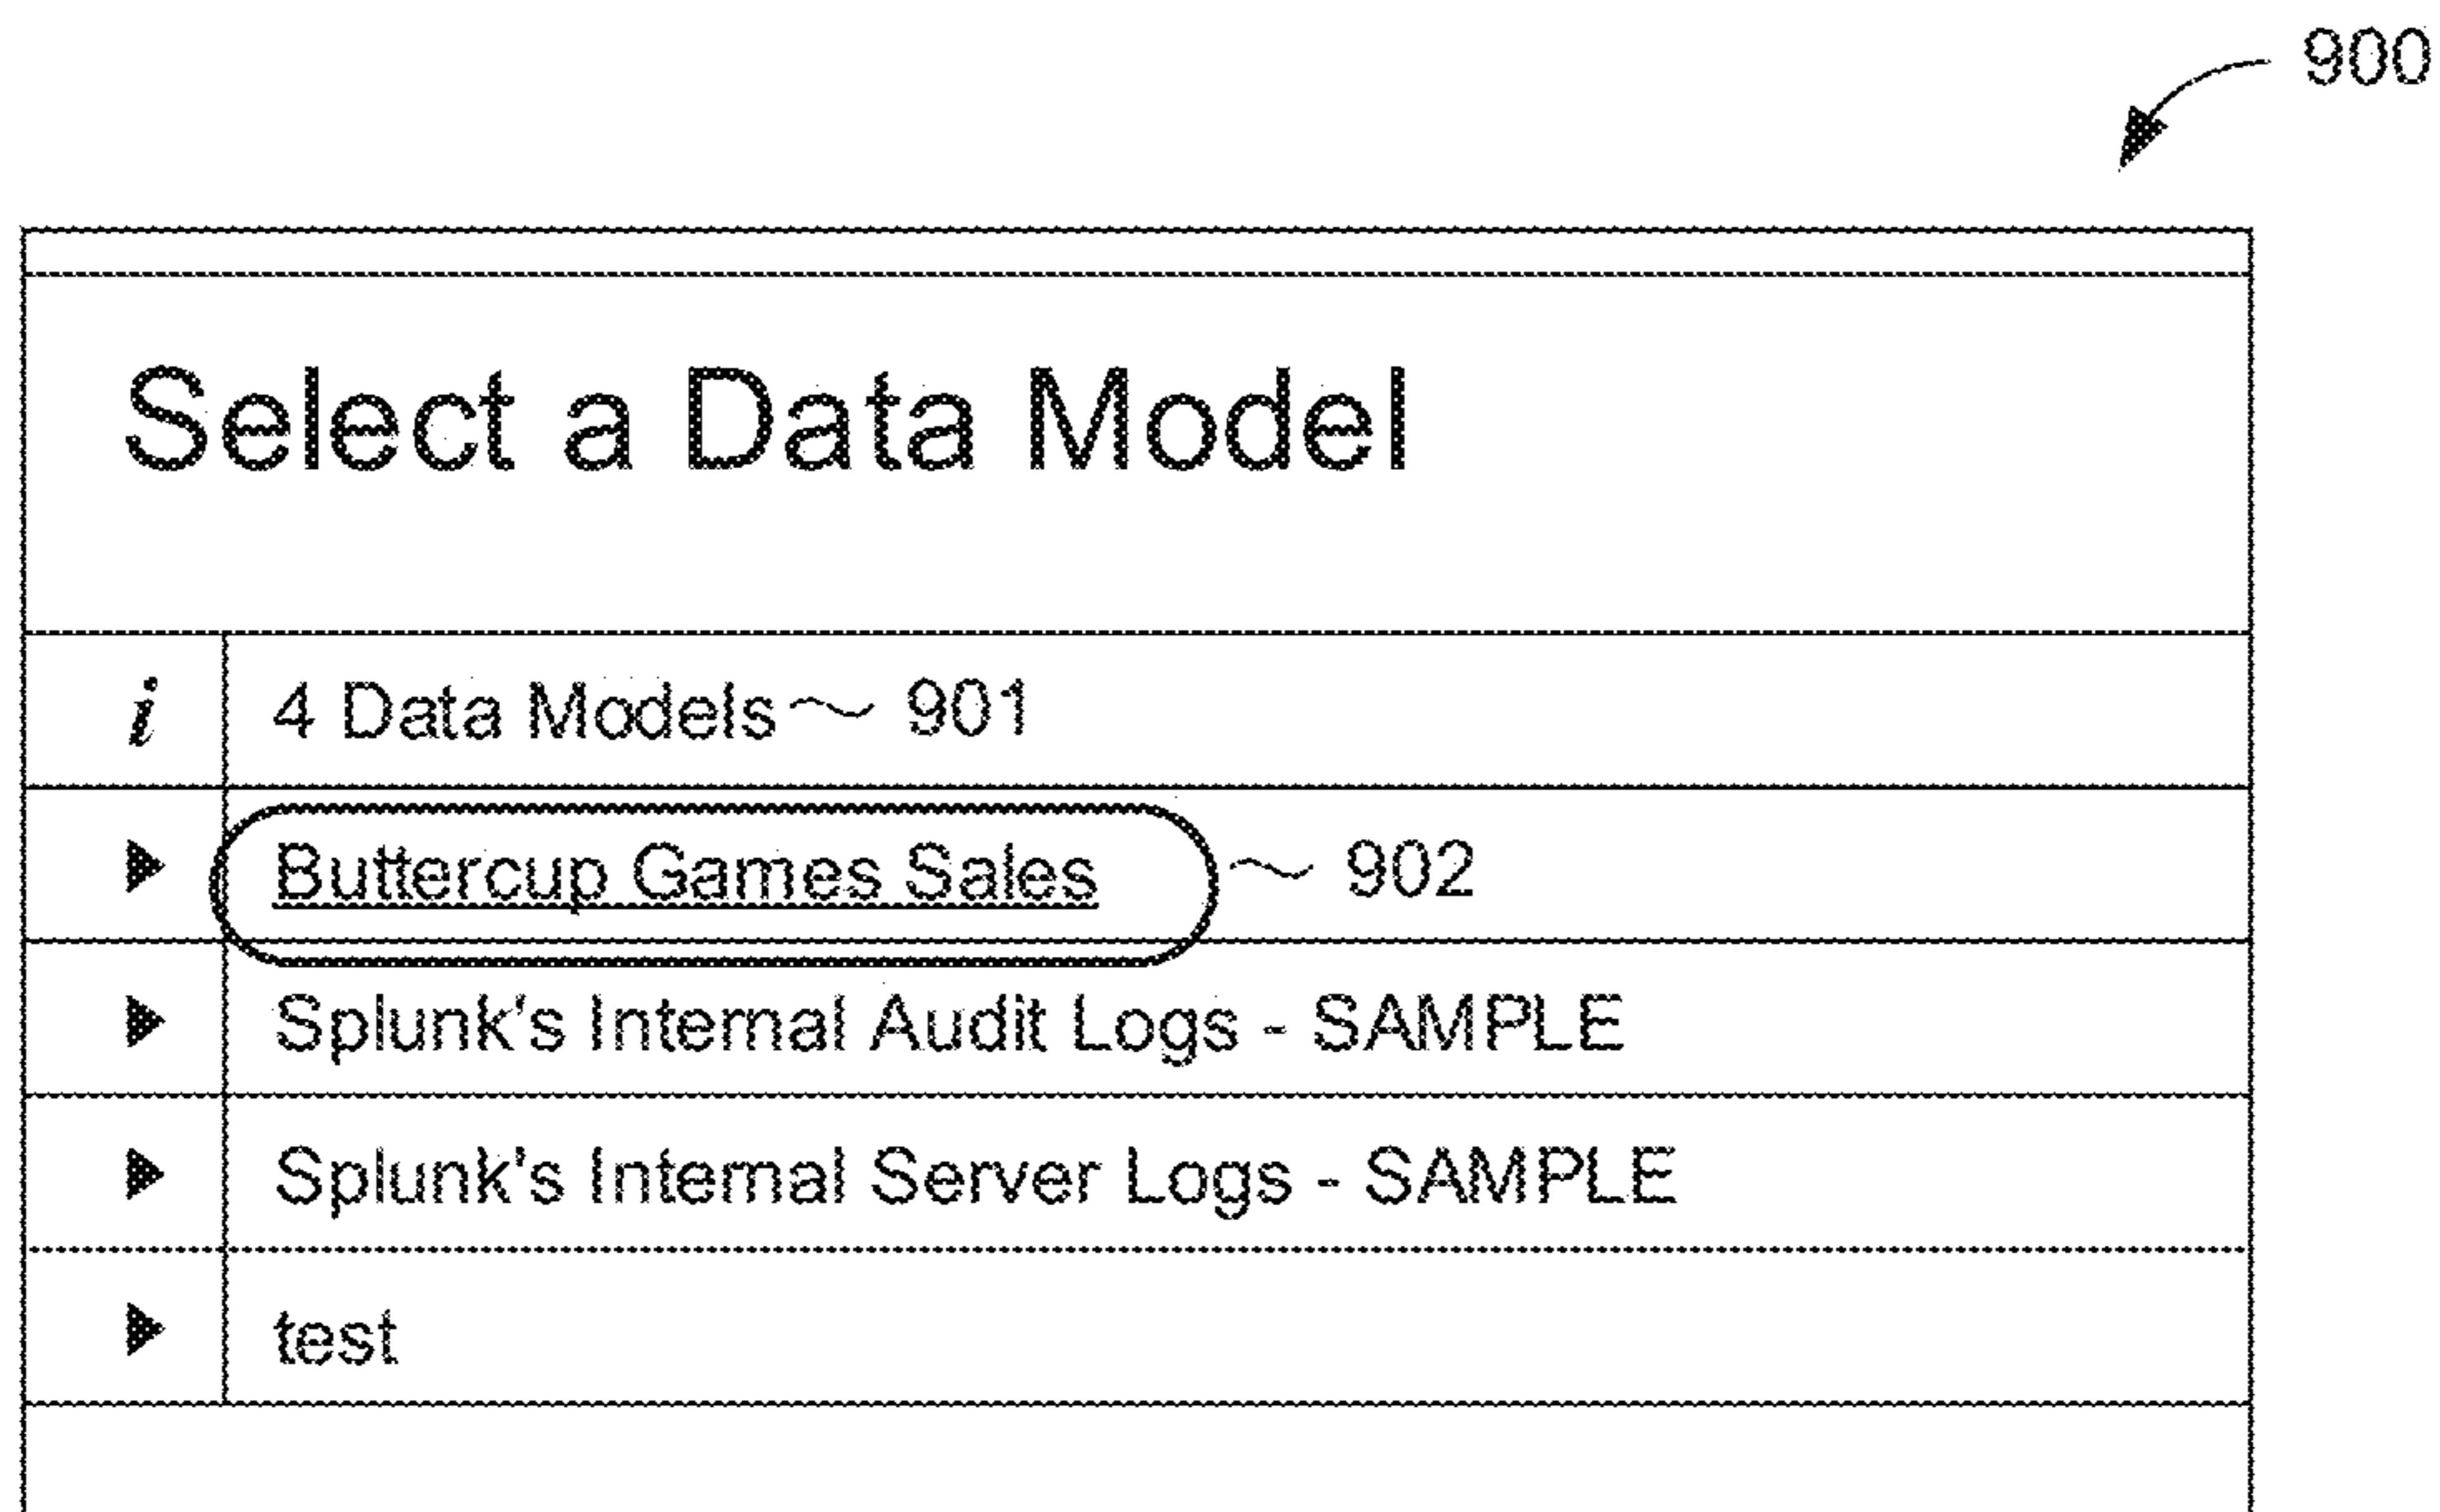 900
Select a Data Model
i 4 Data Models ~ 901
Buttercup Games Sales ~ 902
Splunk's Internal Audit Logs - SAMPLE
Splunk's Internal Server Logs - SAMPLE
test